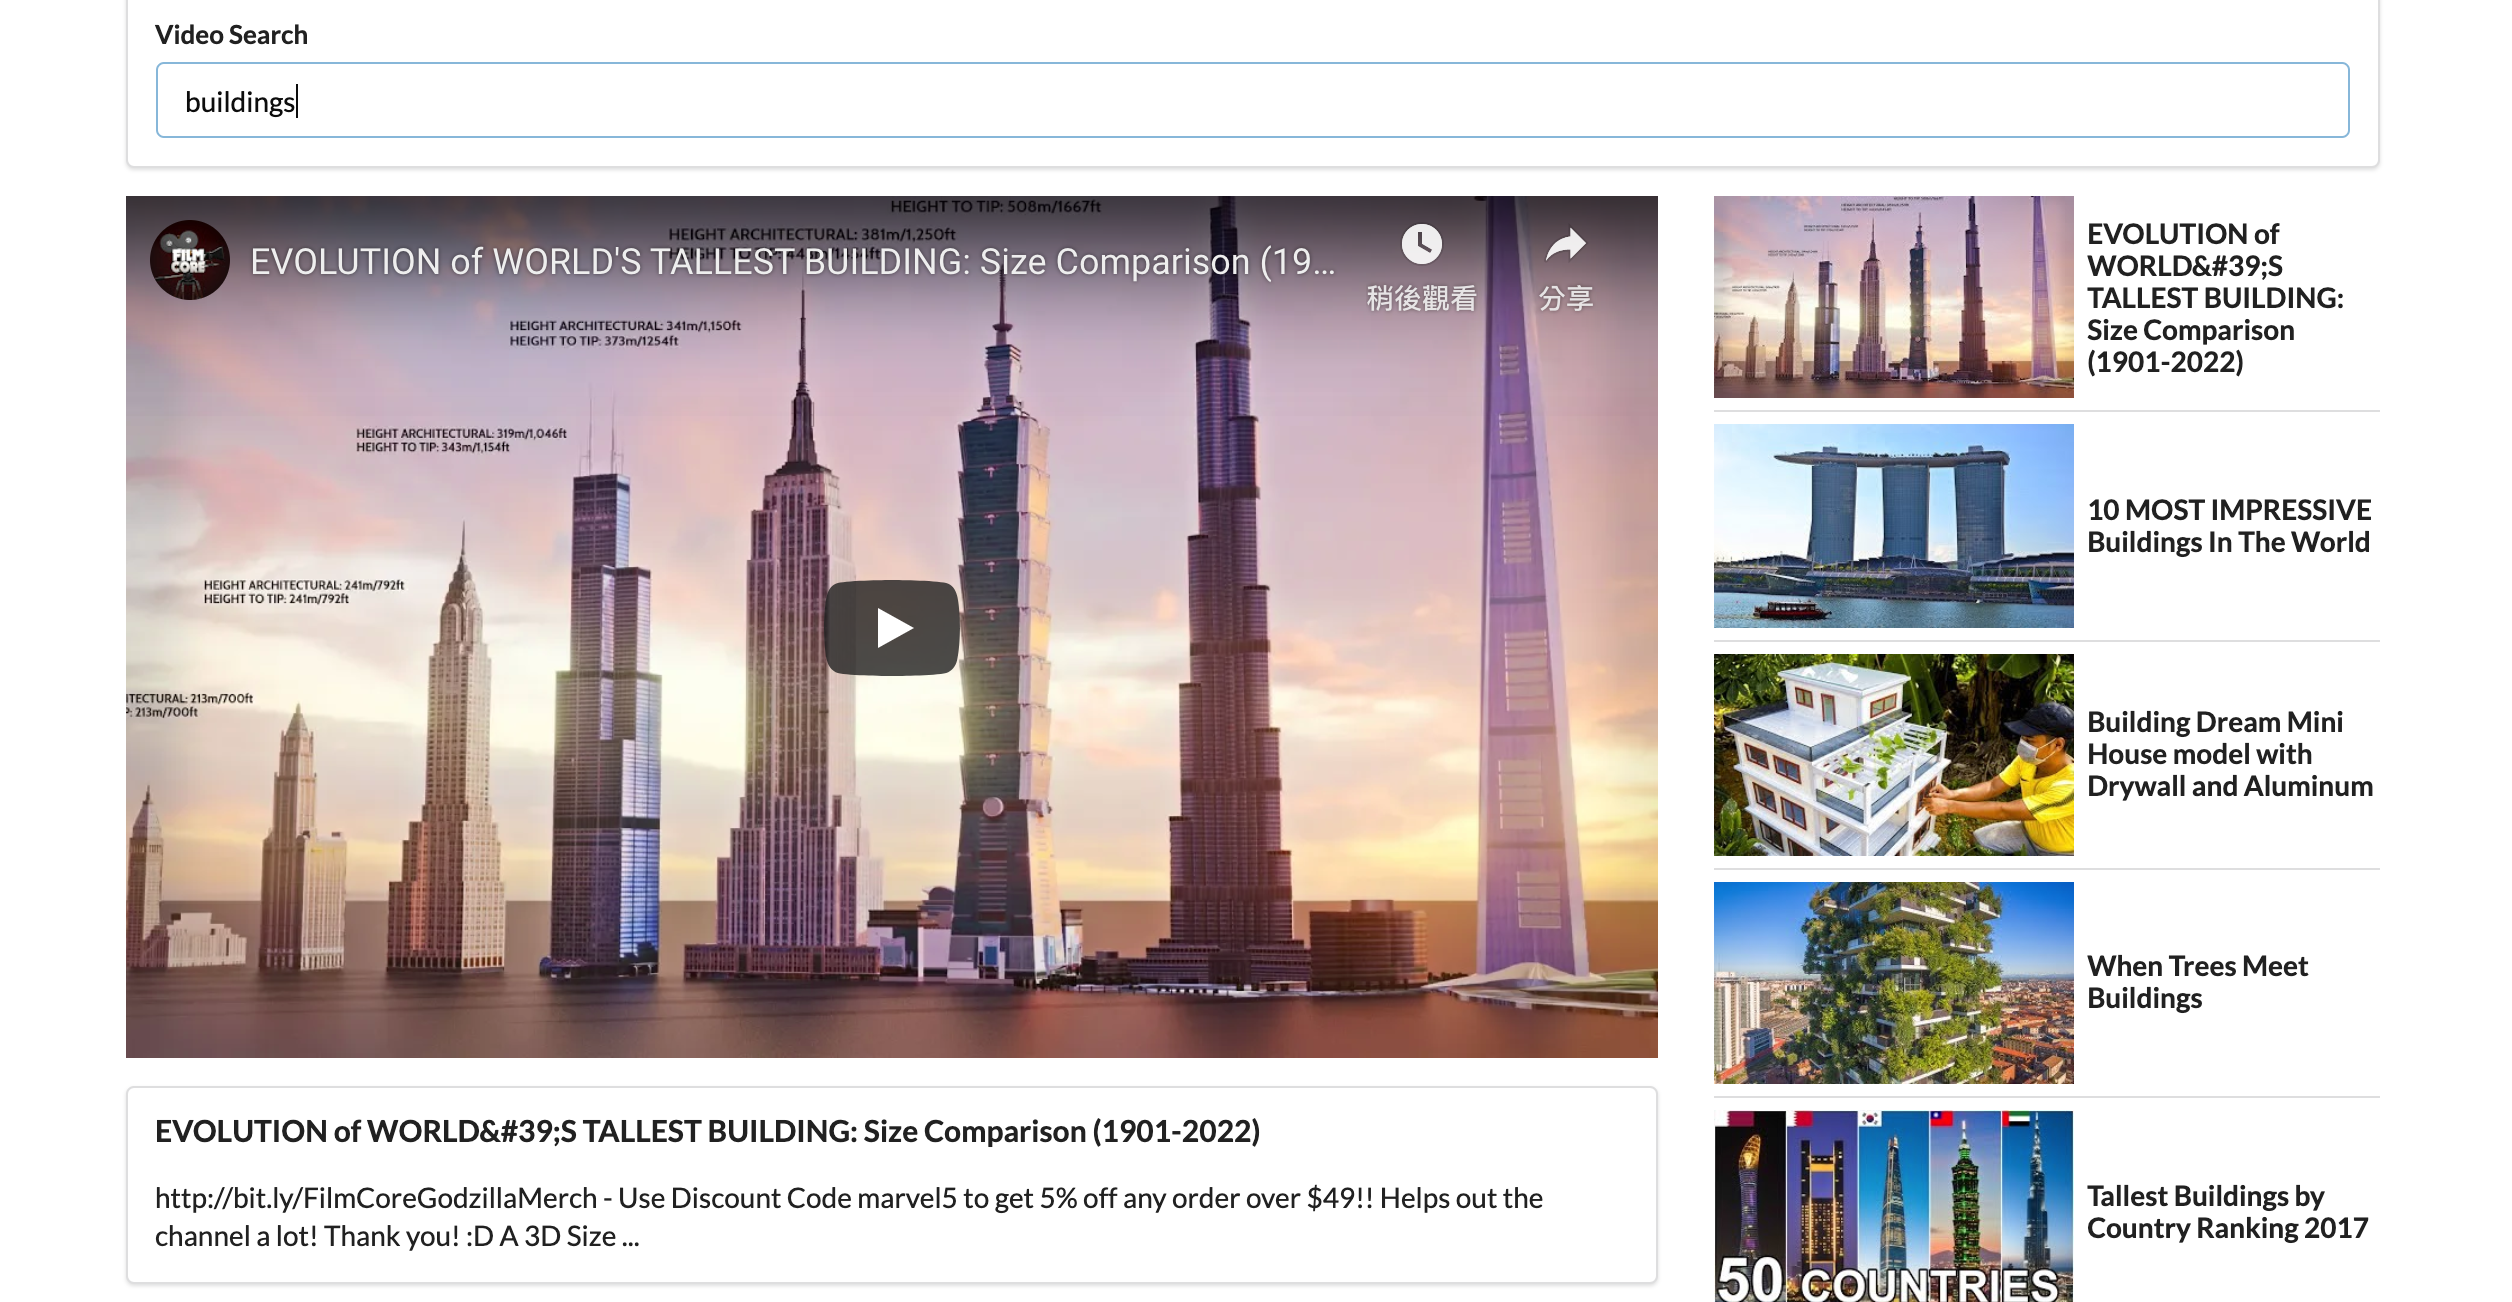 Video Search
buildings
HEIGHT TO TIP: 508m/1667ft
HEIGHT ARCHITECTURAL: 381m/1,250ft
FILM
CORE
EVOLUTION of WORLD'S TALLEST BUILDING: Size Comparison (19...
稍後觀看
分享
HEIGHT ARCHITECTURAL: 341m/1,150ft
HEIGHT TO TIP: 373m/1254ft
HEIGHT ARCHITECTURAL: 319m/1,046ft
HEIGHT TO TIP: 343m/1,154ft
HEIGHT ARCHITECTURAL: 241m/792ft
HEIGHT TO TIP: 241m/792ft
ITECTURAL: 213m/700ft
P: 213m/700ft
EVOLUTION of WORLD&#39;S TALLEST BUILDING: Size Comparison (1901-2022)
http://bit.ly/FilmCoreGodzillaMerch - Use Discount Code marvel5 to get 5% off any order over $49!! Helps out the
channel a lot! Thank you! :D A 3D Size ...
EVOLUTION of
WORLD&#39;S
TALLEST BUILDING:
Size Comparison
(1901-2022)
10 MOST IMPRESSIVE
Buildings In The World
Building Dream Mini
House model with
Drywall and Aluminum
When Trees Meet
Buildings
50 COUNTRIES
Tallest Buildings by
Country Ranking 2017